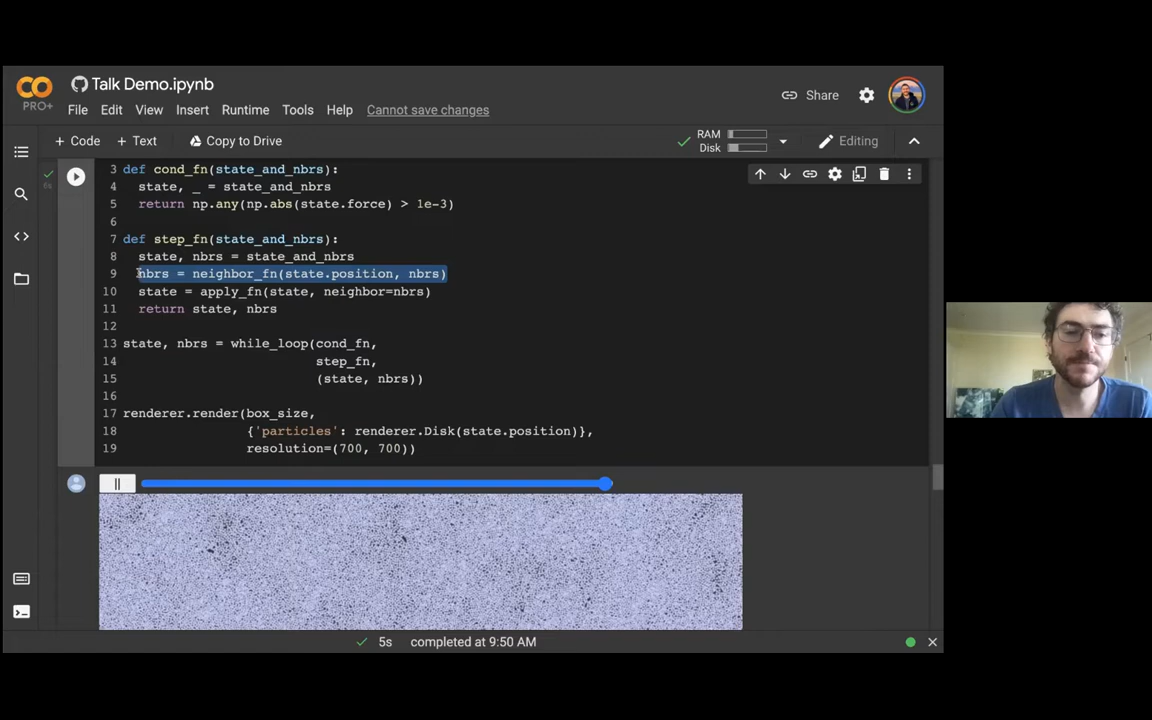 Talk Demo.ipynb
PRO+
File Edit View Insert Runtime Tools Help Cannot save changes
Share
+ Code + Text Copy to Drive
RAM
Disk
Editing
3 def cond_fn(state_and_nbrs):
4 state, _ = state_and_nbrs
5 return np.any(np.abs(state.force) > 1e-3)
6
7 def step_fn(state_and_nbrs):
8 state, nbrs = state_and_nbrs
9 nbrs = neighbor_fn(state.position, nbrs)
10 state = apply_fn(state, neighbor=nbrs)
11 return state, nbrs
12
13 state, nbrs = while_loop(cond_fn,
14 step_fn,
15 (state, nbrs))
16
17 renderer.render(box_size,
18 {'particles': renderer.Disk(state.position)},
19 resolution=(700, 700))
5s completed at 9:50 AM